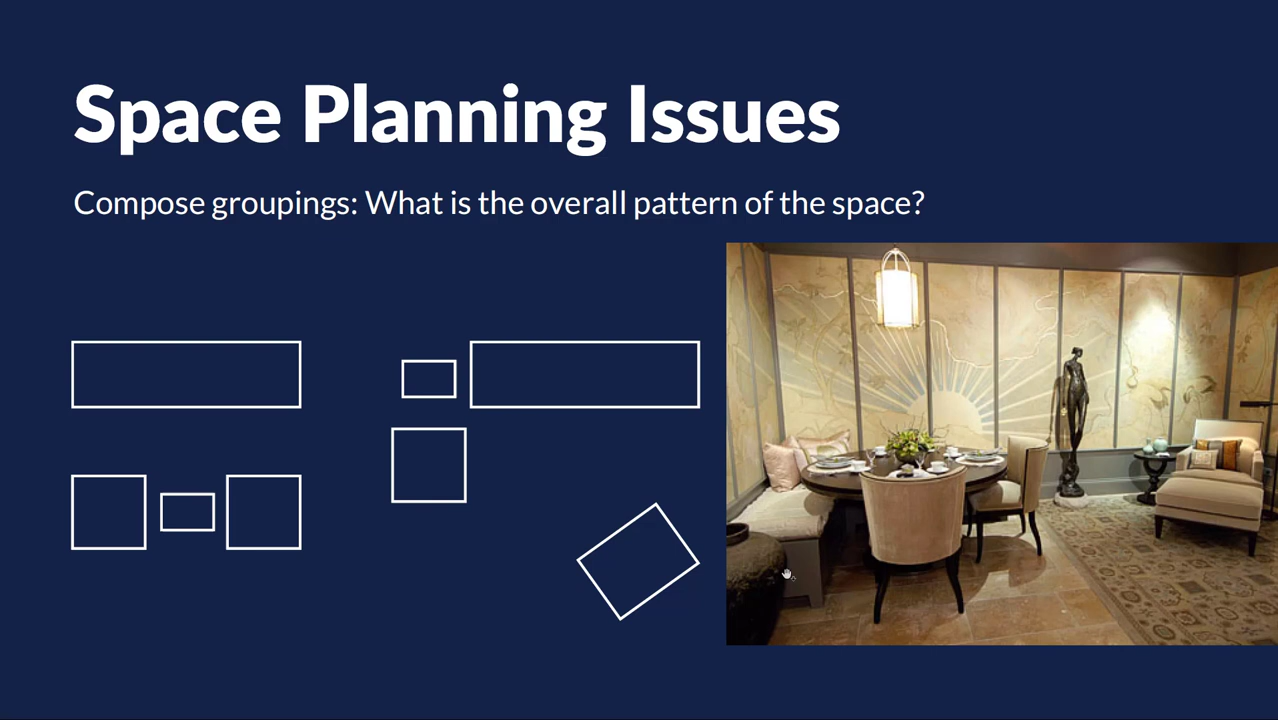 Space Planning Issues
Compose groupings: What is the overall pattern of the space?